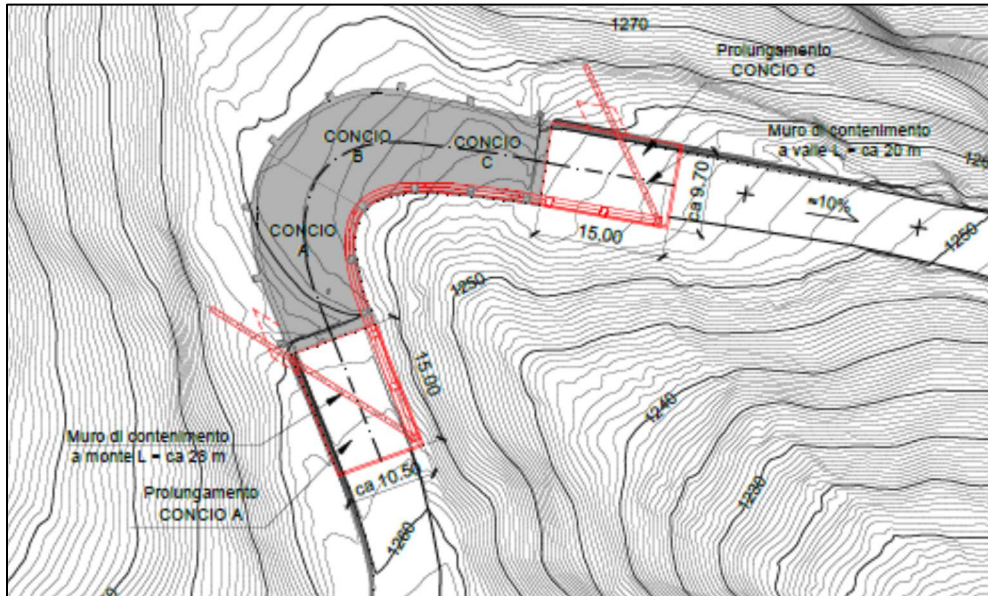 1270
Prolungamento
CONCIO C
CONCIO
B
CONCIO
C
Muro di contenimento
a valle L = ca 20 m
ca 9.70
≈10%
15.00
1250
CONCIO
A
1250
15.00
1240
Muro di contenimento
a monte L = ca 28 m
ca 10.50
Prolungamento
CONCIO A
1230
1260